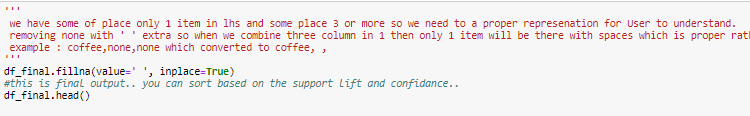 '''
we have some of place only 1 item in lhs and some place 3 or more so we need to a proper represenation for User to understand.
removing none with ' ' extra so when we combine three column in 1 then only 1 item will be there with spaces which is proper rat
example : coffee,none,none which converted to coffee, ,
'''
df_final.fillna(value=' ', inplace=True)
#this is final output.. you can sort based on the support lift and confidance..
df_final.head()